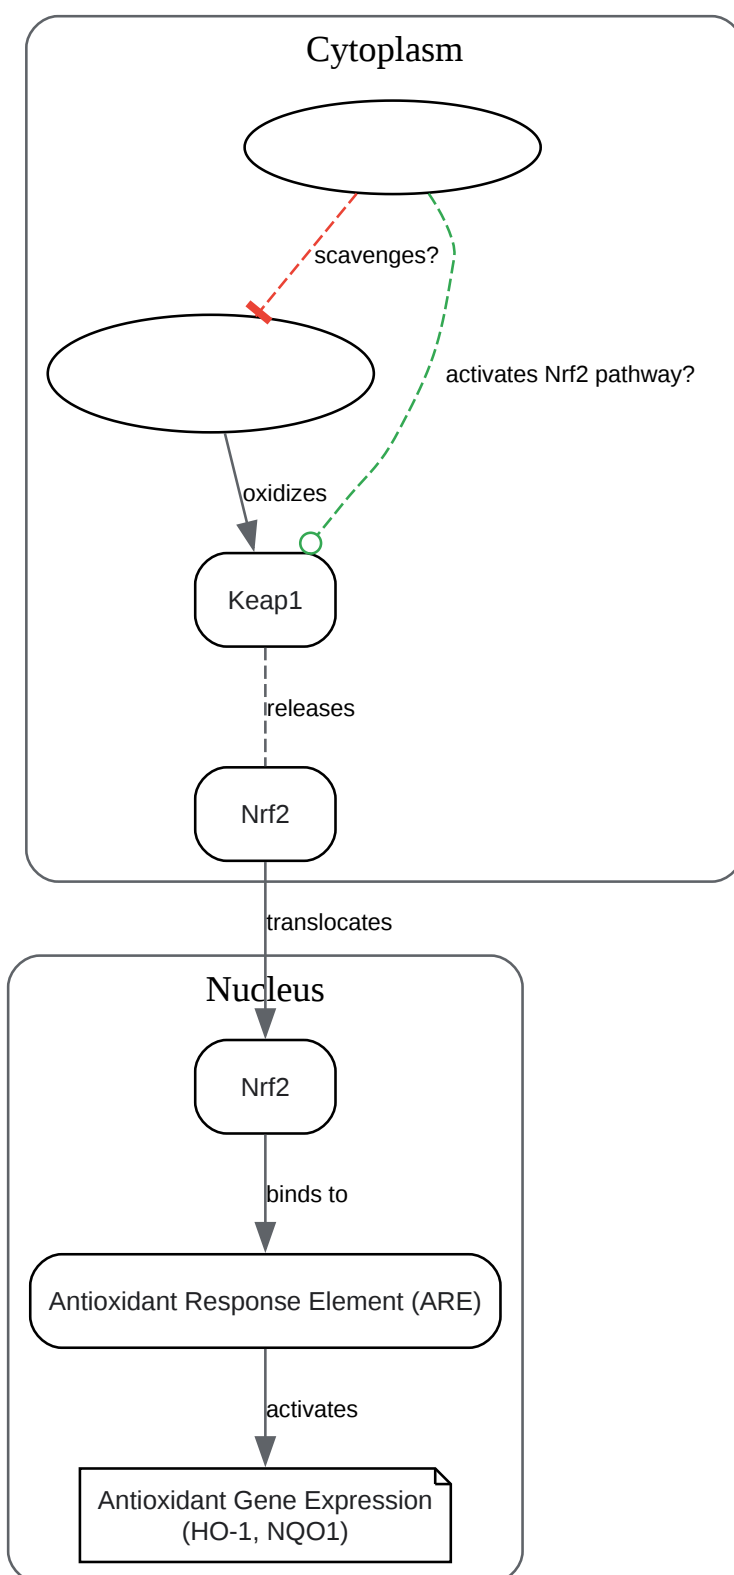 Cytoplasm
scavenges?
activates Nrf2 pathway?
oxidizes
Keap1
releases
Nrf2
translocates
Nucleus
Nrf2
binds to
Antioxidant Response Element (ARE)
activates
Antioxidant Gene Expression
(HO-1, NQO1)